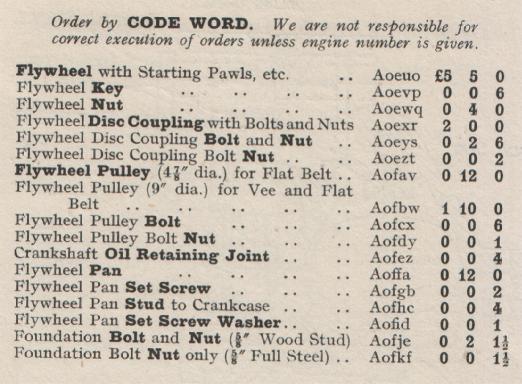 Order by CODE WORD. We are not responsible for
correct execution of orders unless engine number is given.
Flywheel with Starting Pawls, etc. .. Aoeuo £5 5 0
Flywheel Key .. .. .. .. Aoevp 0 0 6
Flywheel Nut .. .. .. .. Aoewq 0 4 0
Flywheel Disc Coupling with Bolts and Nuts Aoexr 2 0 0
Flywheel Disc Coupling Bolt and Nut .. Aoeys 0 2 6
Flywheel Disc Coupling Bolt Nut .. .. Aoezt 0 0 2
Flywheel Pulley (4⅞" dia.) for Flat Belt .. Aofav 0 12 0
Flywheel Pulley (9" dia.) for Vee and Flat
Belt .. .. .. .. .. Aofbw 1 10 0
Flywheel Pulley Bolt .. .. .. Aofcx 0 0 6
Flywheel Pulley Bolt Nut .. .. .. Aofdy 0 0 1
Crankshaft Oil Retaining Joint .. .. Aofez 0 0 4
Flywheel Pan .. .. .. .. Aoffa 0 12 0
Flywheel Pan Set Screw .. .. .. Aofgb 0 0 2
Flywheel Pan Stud to Crankcase .. .. Aofhc 0 0 4
Flywheel Pan Set Screw Washer .. .. Aofid 0 0 1
Foundation Bolt and Nut (⅝" Wood Stud) Aofje 0 2 1½
Foundation Bolt Nut only (⅝" Full Steel) .. Aofkf 0 0 1½